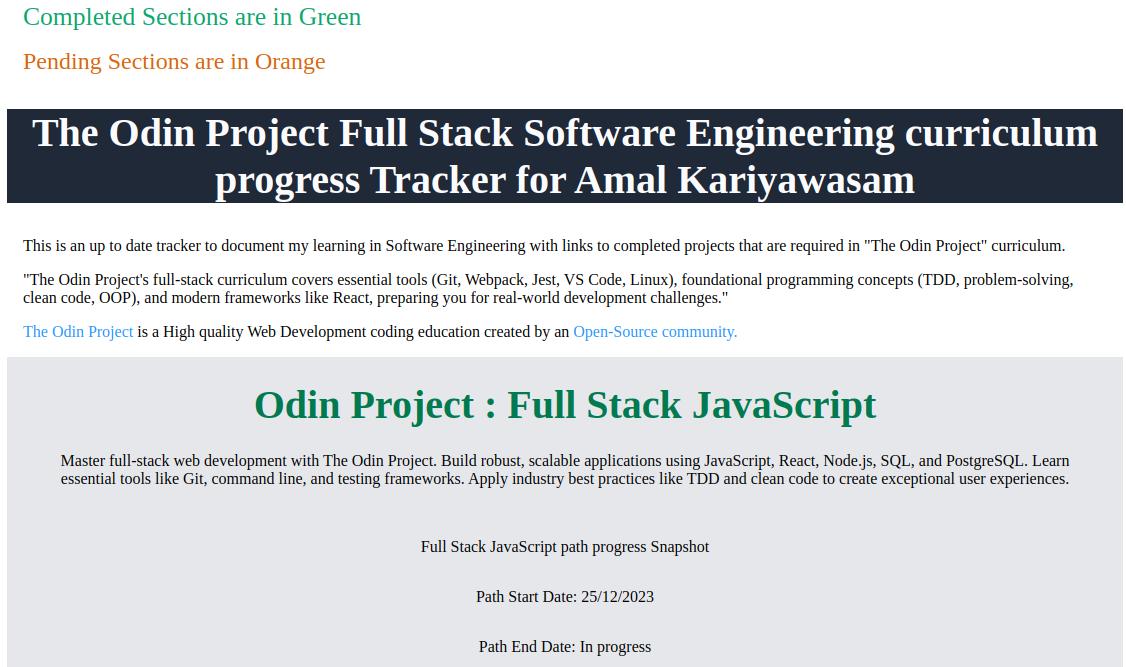 Completed Sections are in Green
Pending Sections are in Orange
The Odin Project Full Stack Software Engineering curriculum
progress Tracker for Amal Kariyawasam
This is an up to date tracker to document my learning in Software Engineering with links to completed projects that are required in "The Odin Project" curriculum.
"The Odin Project's full-stack curriculum covers essential tools (Git, Webpack, Jest, VS Code, Linux), foundational programming concepts (TDD, problem-solving,
clean code, OOP), and modern frameworks like React, preparing you for real-world development challenges."
The Odin Project is a High quality Web Development coding education created by an Open-Source community.
Odin Project : Full Stack JavaScript
Master full-stack web development with The Odin Project. Build robust, scalable applications using JavaScript, React, Node.js, SQL, and PostgreSQL. Learn
essential tools like Git, command line, and testing frameworks. Apply industry best practices like TDD and clean code to create exceptional user experiences.
Full Stack JavaScript path progress Snapshot
Path Start Date: 25/12/2023
Path End Date: In progress